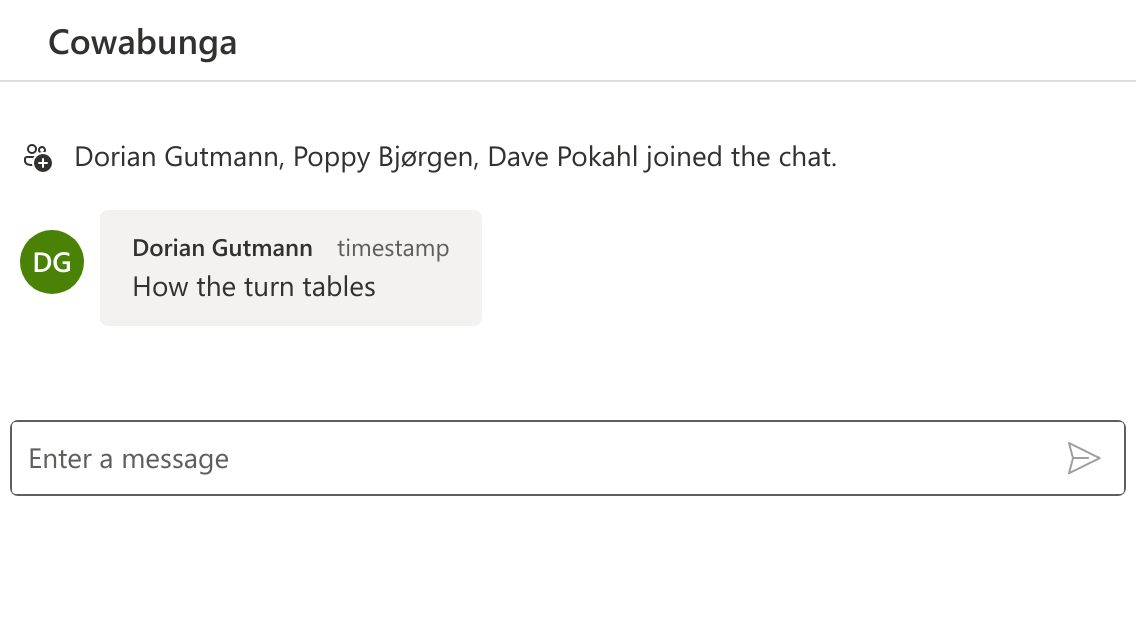 Cowabunga
Dorian Gutmann, Poppy Bjørgen, Dave Pokahl joined the chat.
DG
Dorian Gutmann timestamp
How the turn tables
Enter a message